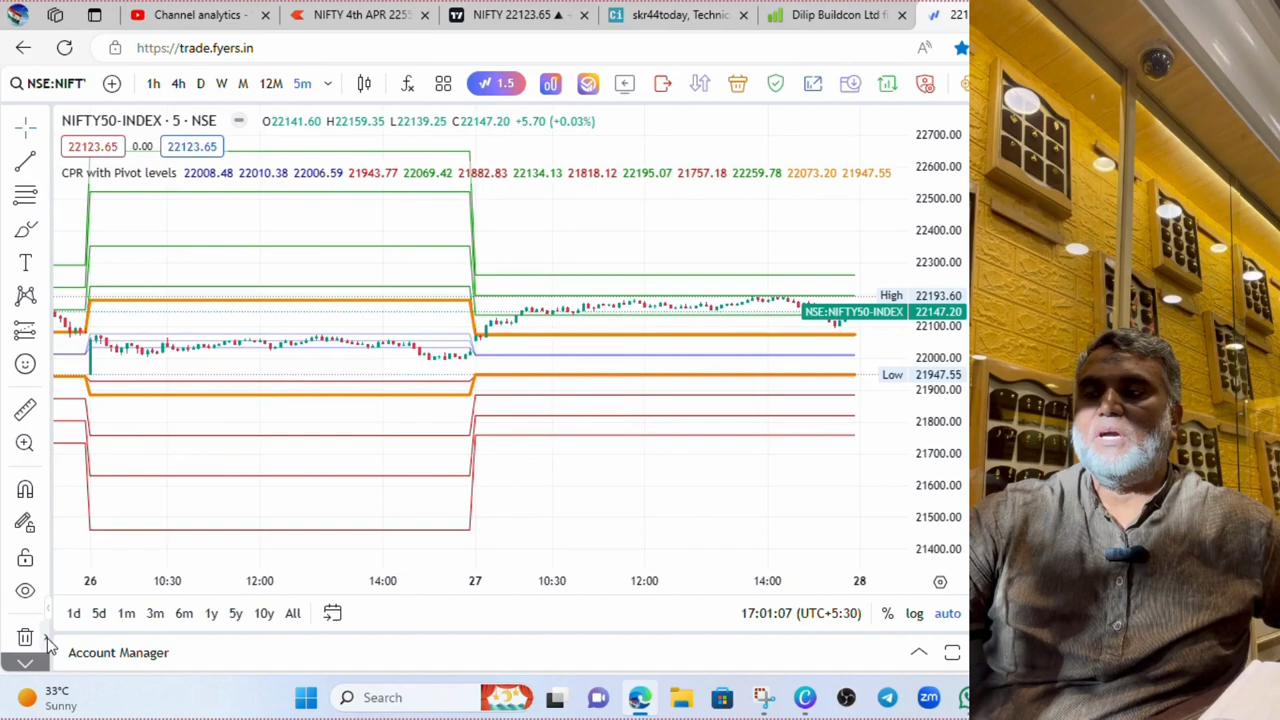 Channel analytics -
NIFTY 4th APR 2255
NIFTY 22123.65 ▲
skr44today, Technic
Dilip Buildcon Ltd fi
221
https://trade.fyers.in
NSE:NIFT
1h 4h D W M 12M 5m
1.5
NIFTY50-INDEX · 5 · NSE O22141.60 H22159.35 L22139.25 C22147.20 +5.70 (+0.03%)
22123.65 0.00 22123.65
CPR with Pivot levels 22008.48 22010.38 22006.59 21943.77 22069.42 21882.83 22134.13 21818.12 22195.07 21757.18 22259.78 22073.20 21947.55
22700.00
22600.00
22500.00
22400.00
22300.00
High 22193.60
NSE:NIFTY50-INDEX 22147.20
22100.00
22000.00
Low 21947.55
21900.00
21800.00
21700.00
21600.00
21500.00
21400.00
26 10:30 12:00 14:00 27 10:30 12:00 14:00 28
1d 5d 1m 3m 6m 1y 5y 10y All
17:01:07 (UTC+5:30) % log auto
Account Manager
33°C
Sunny
Search
zm